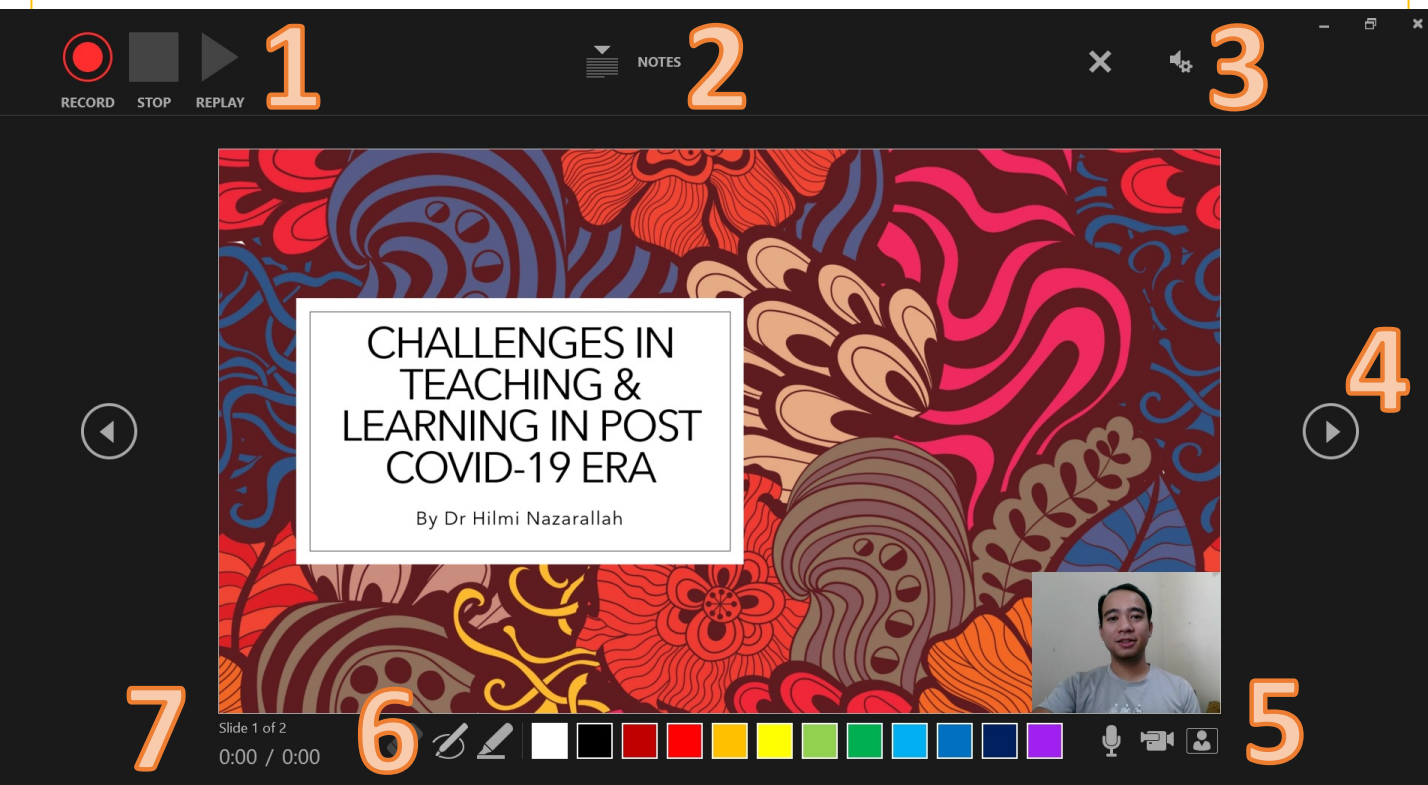 1
2
3
NOTES
RECORD STOP REPLAY
CHALLENGES IN
TEACHING &
LEARNING IN POST
COVID-19 ERA
By Dr Hilmi Nazarallah
4
7
Slide 1 of 2
0:00 / 0:00
6
5